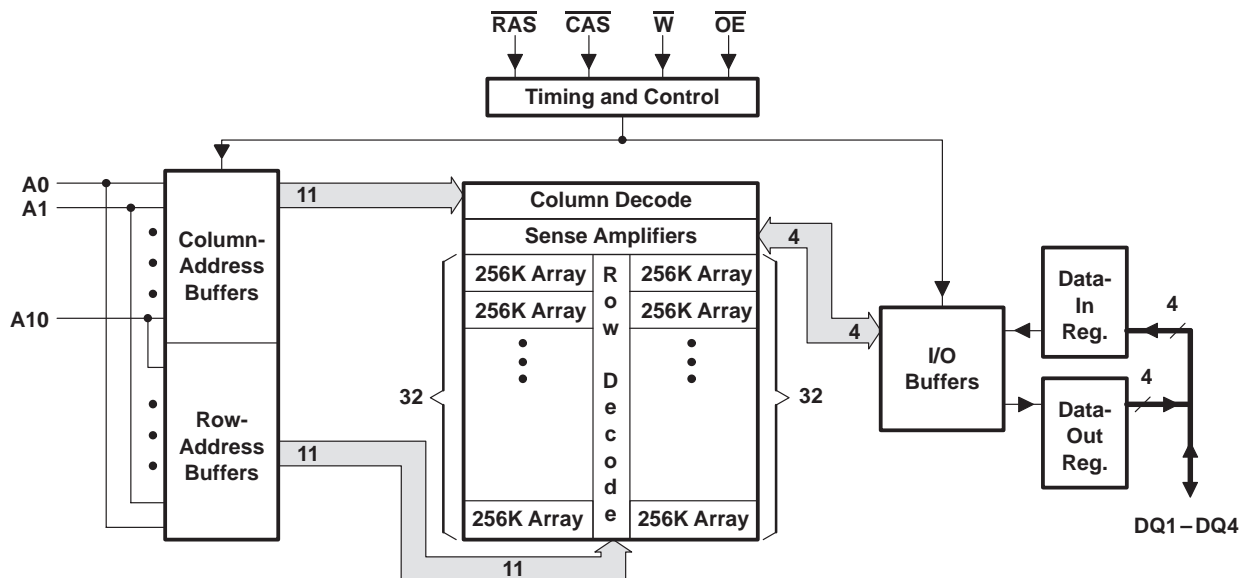 RAS CAS W OE
Timing and Control
A0
A1
A10
Column-
Address
Buffers
Row-
Address
Buffers
11
11
11
Column Decode
Sense Amplifiers
256K Array
256K Array
256K Array
256K Array
256K Array
256K Array
Row Decode
32
32
4
4
I/O
Buffers
Data-
In
Reg.
4
Data-
Out
Reg.
4
DQ1–DQ4